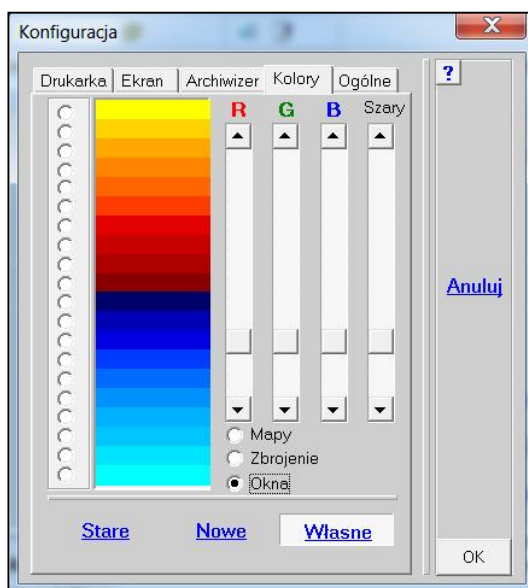 Konfiguracja
X
Drukarka Ekran Archiwizer Kolory Ogólne ?
R G B Szary
Anuluj
Mapy
Zbrojenie
Okna
Stare Nowe Własne
OK